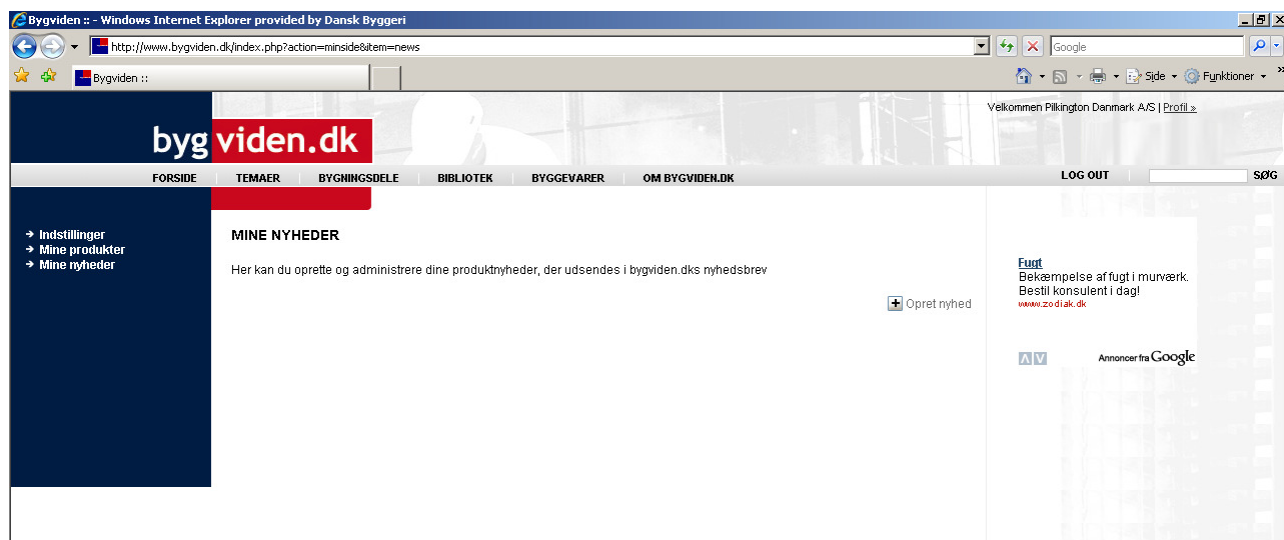 Bygviden :: - Windows Internet Explorer provided by Dansk Byggeri
http://www.bygviden.dk/index.php?action=minside&item=news
Google
Bygviden ::
Side
Funktioner
Velkommen Pilkington Danmark A/S | Profil »
bygviden.dk
FORSIDE TEMAER BYGNINGSDELE BIBLIOTEK BYGGEVARER OM BYGVIDEN.DK LOG OUT SØG
Indstillinger
Mine produkter
Mine nyheder
MINE NYHEDER
Her kan du oprette og administrere dine produktnyheder, der udsendes i bygviden.dks nyhedsbrev
Opret nyhed
Fugt
Bekæmpelse af fugt i murværk.
Bestil konsulent i dag!
www.zodiak.dk
Annoncer fra Google